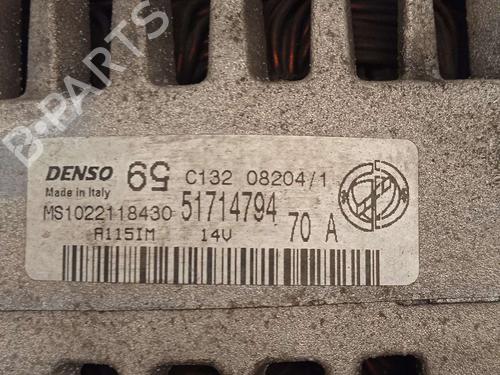 B-PARTS
DENSO 69 C132 08204/1
Made in Italy
MS1022118430 51714794
A115IM 14V 70 A